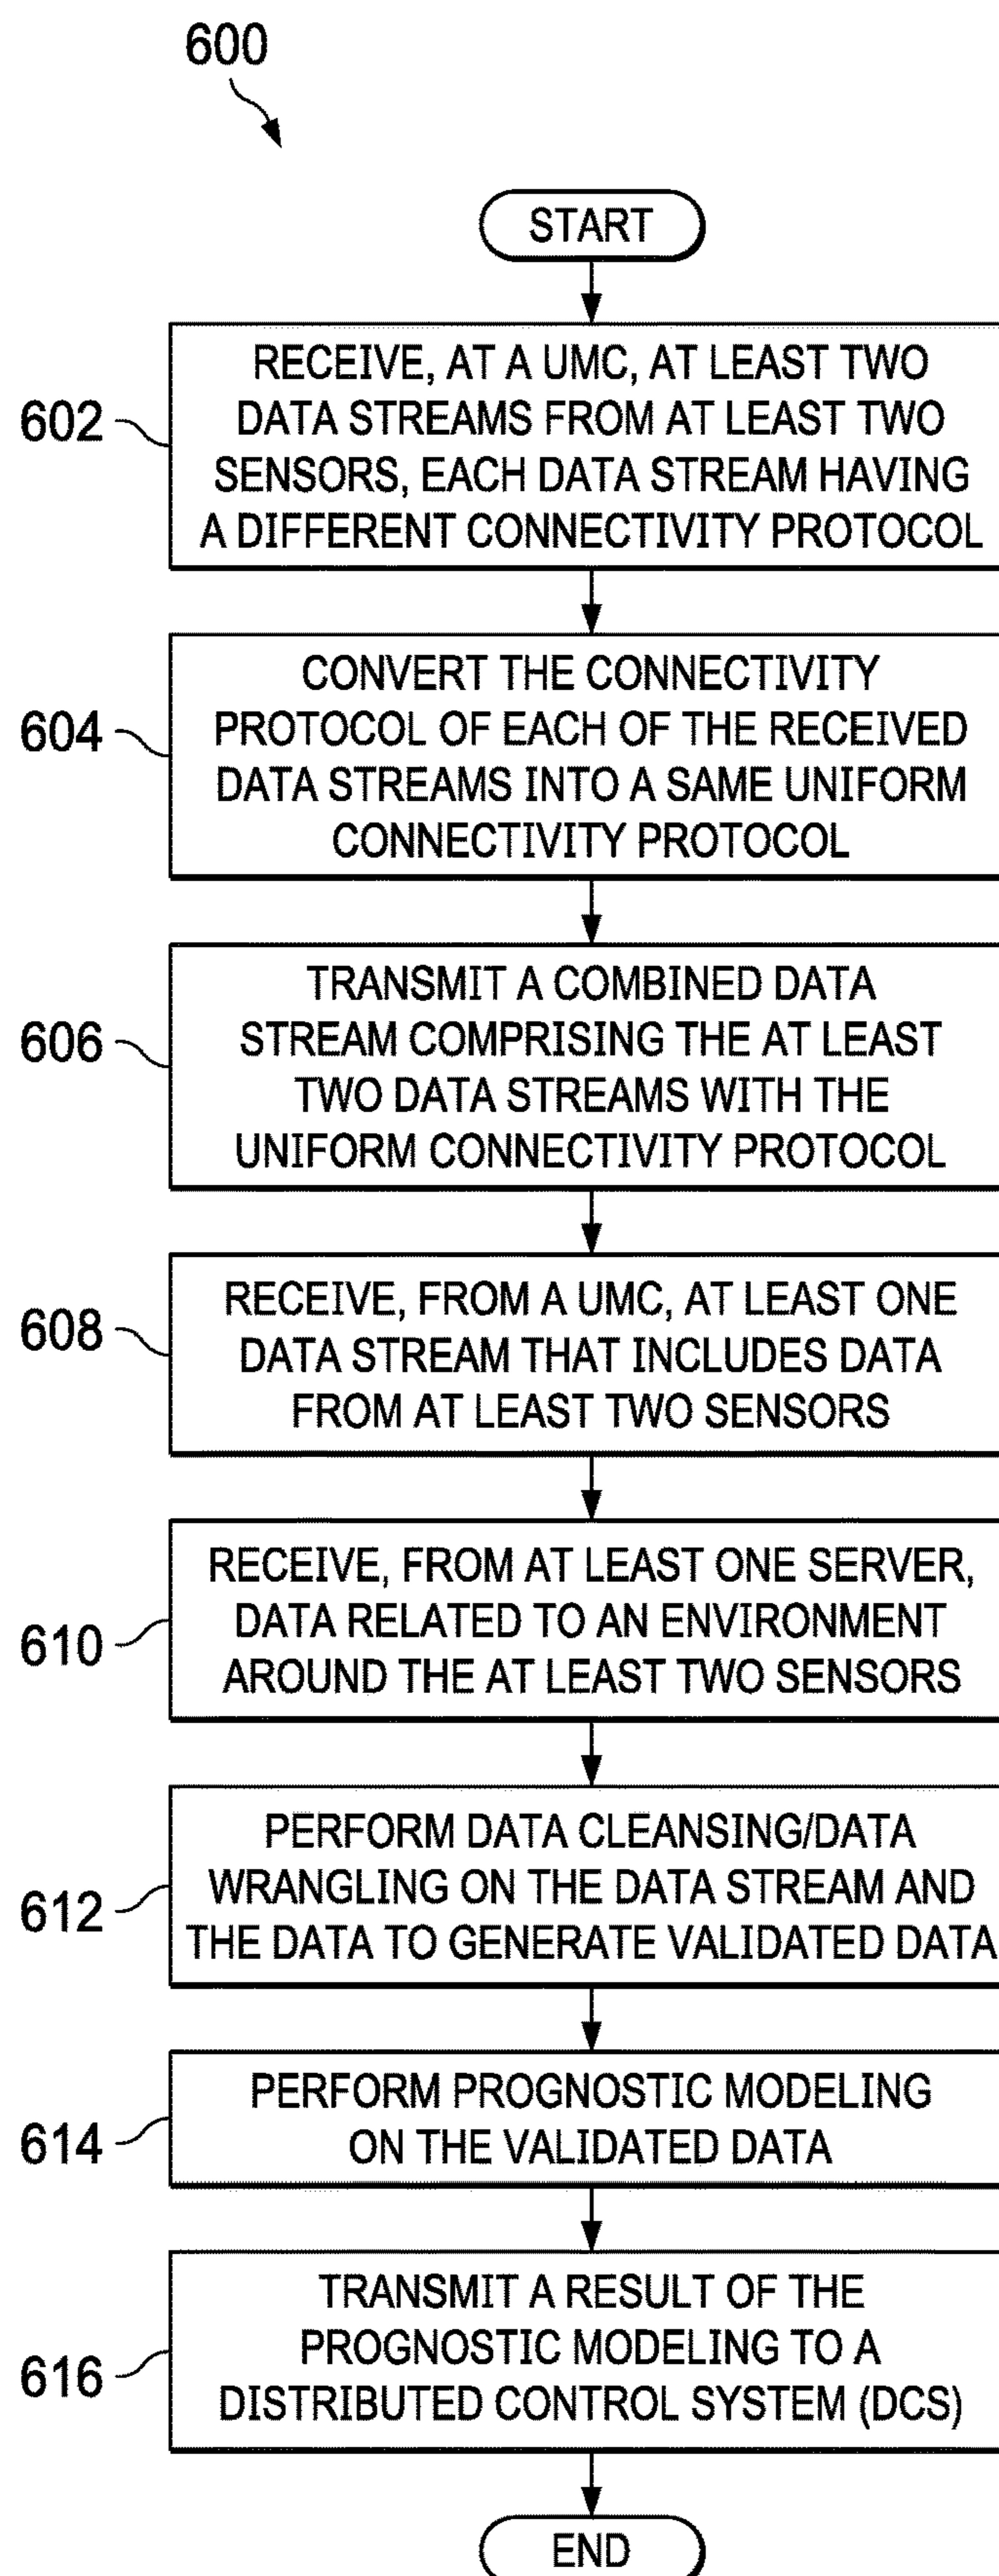 600
START
602
RECEIVE, AT A UMC, AT LEAST TWO
DATA STREAMS FROM AT LEAST TWO
SENSORS, EACH DATA STREAM HAVING
A DIFFERENT CONNECTIVITY PROTOCOL
604
CONVERT THE CONNECTIVITY
PROTOCOL OF EACH OF THE RECEIVED
DATA STREAMS INTO A SAME UNIFORM
CONNECTIVITY PROTOCOL
606
TRANSMIT A COMBINED DATA
STREAM COMPRISING THE AT LEAST
TWO DATA STREAMS WITH THE
UNIFORM CONNECTIVITY PROTOCOL
608
RECEIVE, FROM A UMC, AT LEAST ONE
DATA STREAM THAT INCLUDES DATA
FROM AT LEAST TWO SENSORS
610
RECEIVE, FROM AT LEAST ONE SERVER,
DATA RELATED TO AN ENVIRONMENT
AROUND THE AT LEAST TWO SENSORS
612
PERFORM DATA CLEANSING/DATA
WRANGLING ON THE DATA STREAM AND
THE DATA TO GENERATE VALIDATED DATA
614
PERFORM PROGNOSTIC MODELING
ON THE VALIDATED DATA
616
TRANSMIT A RESULT OF THE
PROGNOSTIC MODELING TO A
DISTRIBUTED CONTROL SYSTEM (DCS)
END